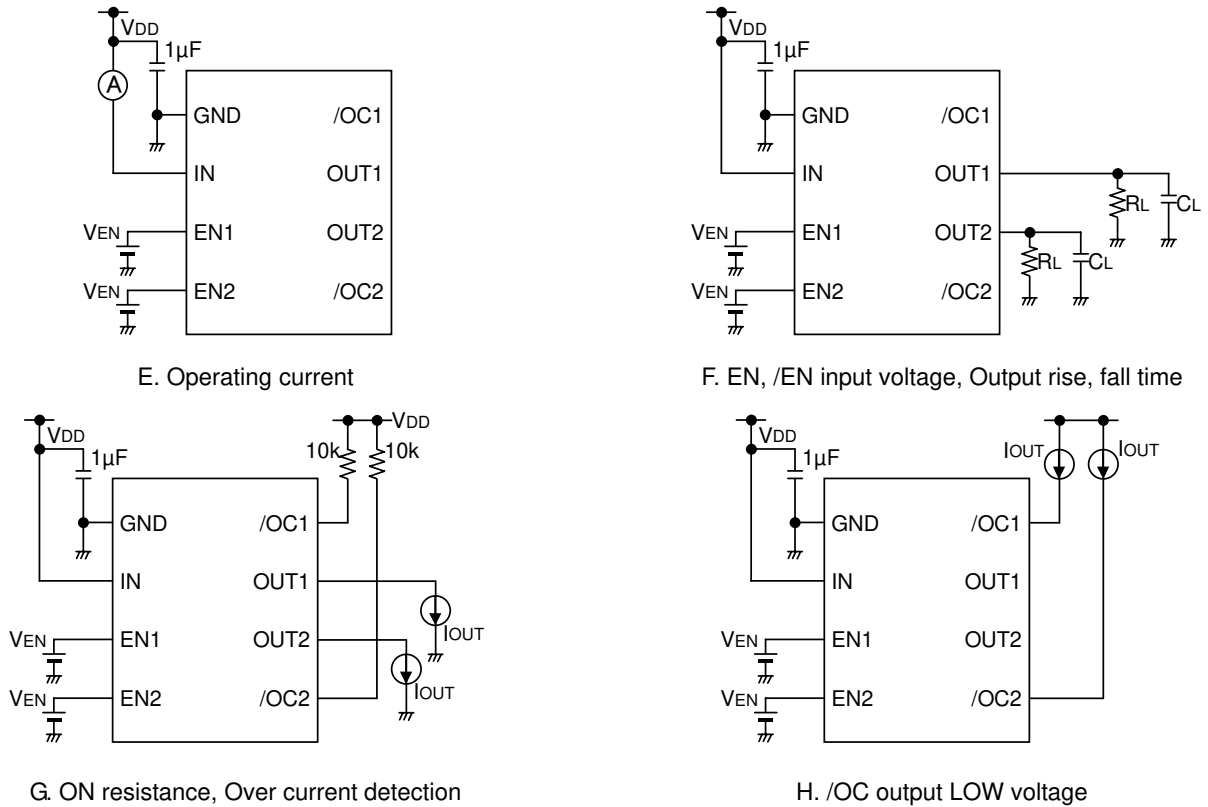 VDD
1µF
A
GND /OC1
IN OUT1
VEN EN1 OUT2
VEN EN2 /OC2
E. Operating current
VDD
1µF
GND /OC1
IN OUT1
RL CL
VEN EN1 OUT2
RL CL
VEN EN2 /OC2
F. EN, /EN input voltage, Output rise, fall time
VDD
VDD
1µF
10k 10k
GND /OC1
IN OUT1
IOUT
VEN EN1 OUT2
IOUT
VEN EN2 /OC2
G. ON resistance, Over current detection
VDD
1µF
IOUT IOUT
GND /OC1
IN OUT1
VEN EN1 OUT2
VEN EN2 /OC2
H. /OC output LOW voltage